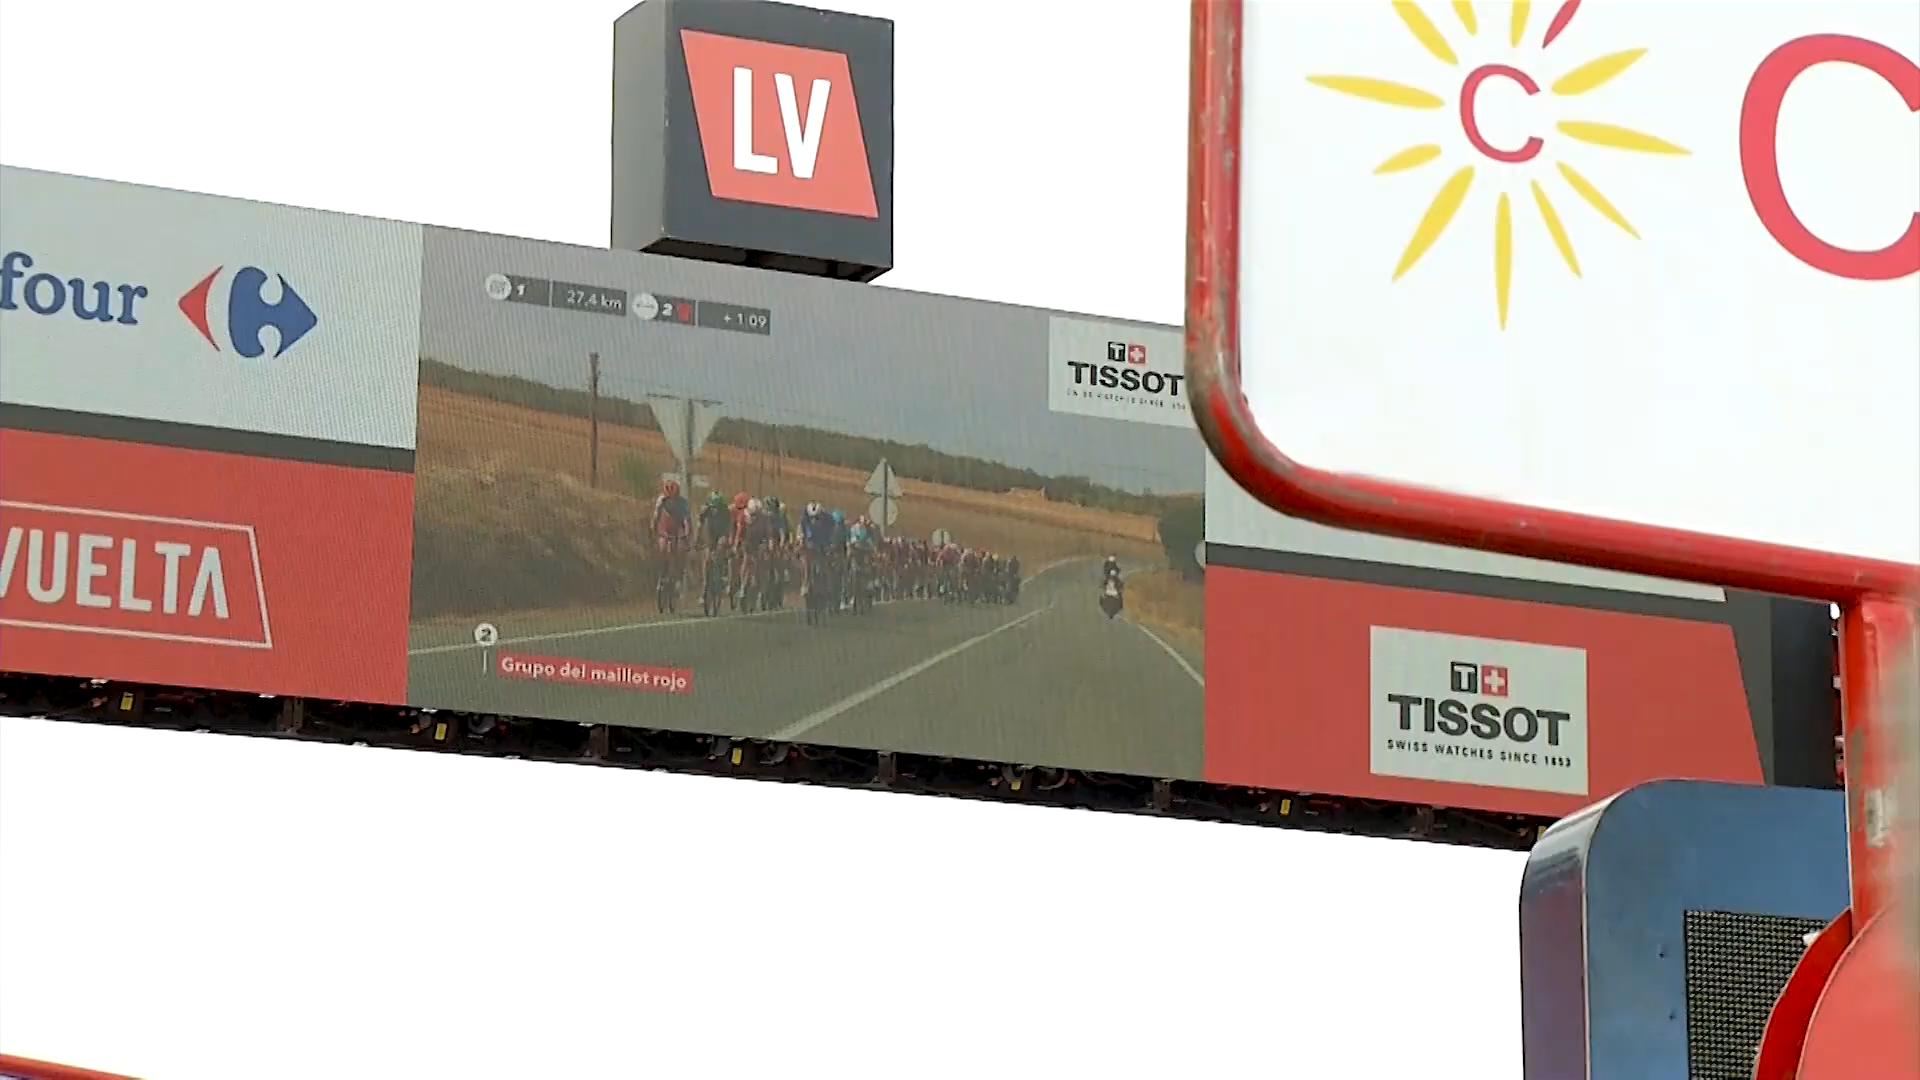 LV
C
C
four
1 27,4 km 2 + 1 09
TISSOT
VUELTA
2
Grupo del maillot rojo
TISSOT
SWISS WATCHES SINCE 1853